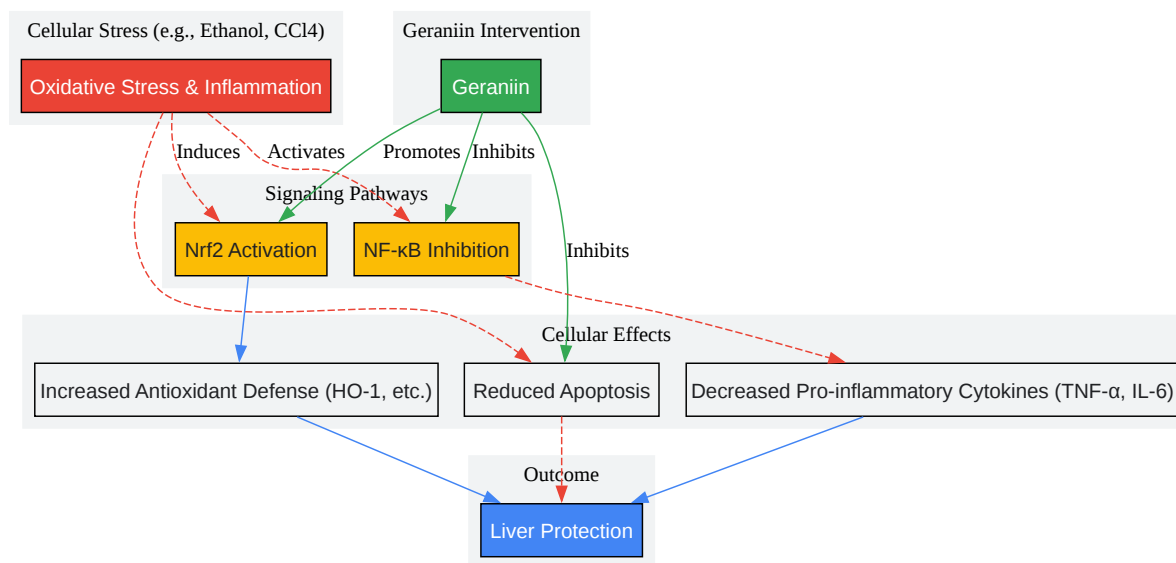 Cellular Stress (e.g., Ethanol, CCl4)
Geraniin Intervention
Oxidative Stress & Inflammation
Geraniin
Induces
Activates
Promotes
Inhibits
Signaling Pathways
Nrf2 Activation
NF-κB Inhibition
Inhibits
Cellular Effects
Increased Antioxidant Defense (HO-1, etc.)
Reduced Apoptosis
Decreased Pro-inflammatory Cytokines (TNF-α, IL-6)
Outcome
Liver Protection